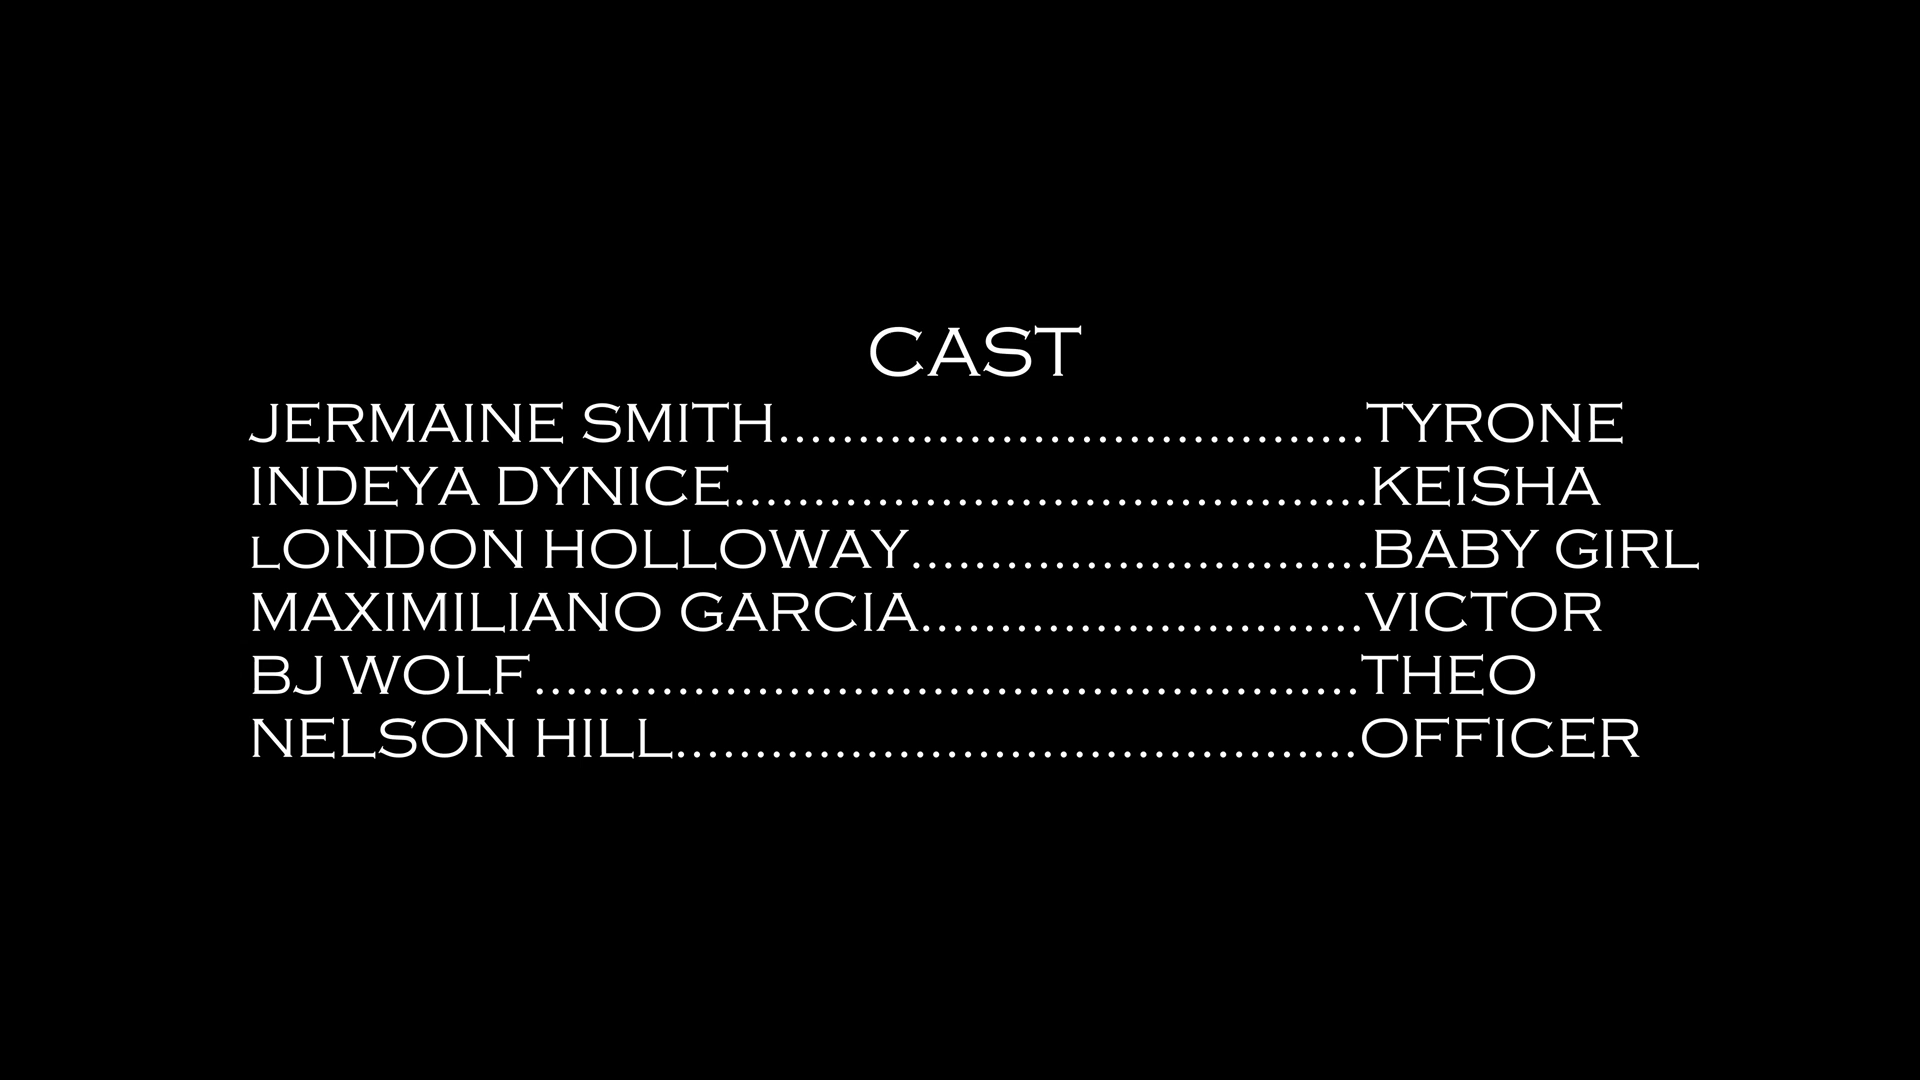 CAST
JERMAINE SMITH.....................................TYRONE
INDEYA DYNICE........................................KEISHA
LONDON HOLLOWAY.............................BABY GIRL
MAXIMILIANO GARCIA............................VICTOR
BJ WOLF....................................................THEO
NELSON HILL...........................................OFFICER